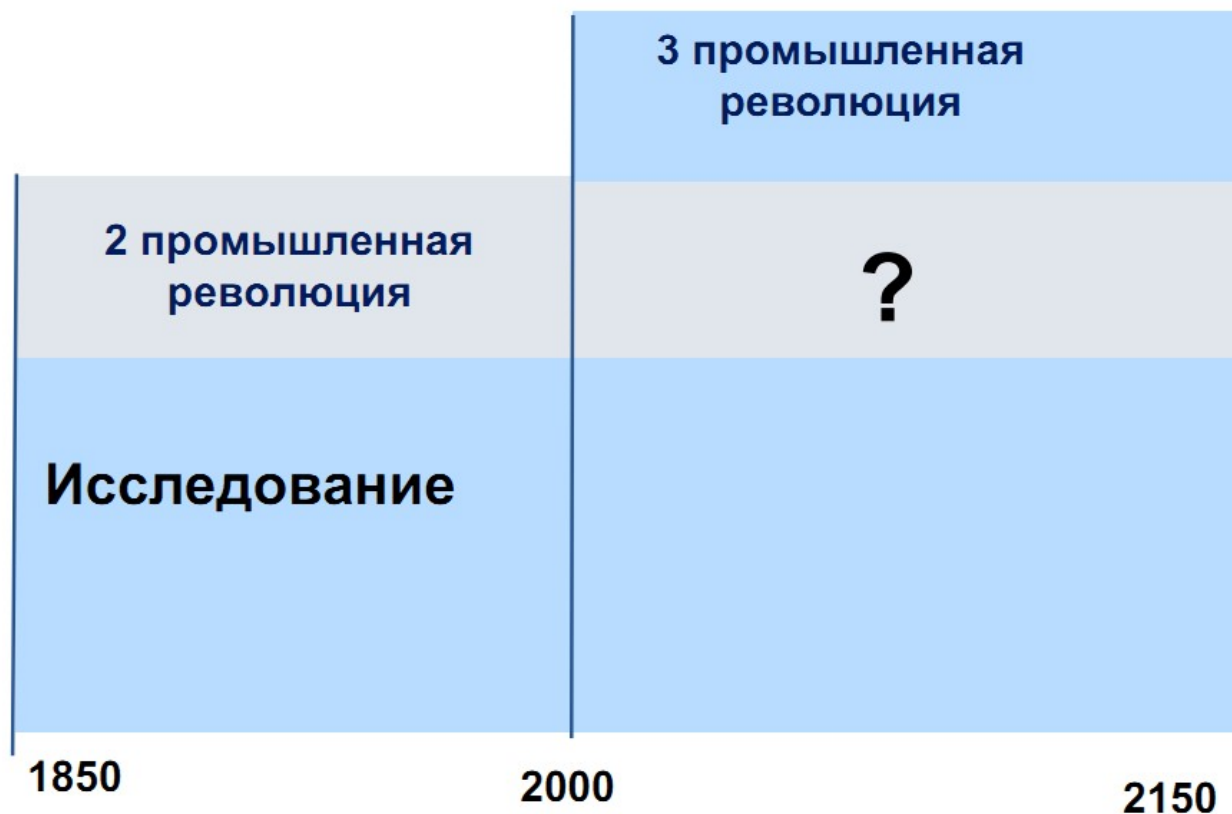 3 промышленная
революция
2 промышленная
революция
?
Исследование
1850
2000
2150